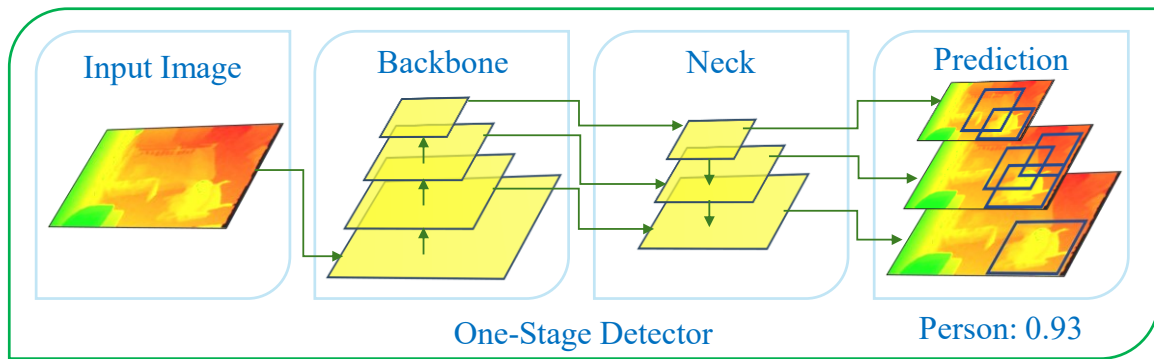 Input Image
Backbone
Neck
Prediction
One-Stage Detector
Person: 0.93